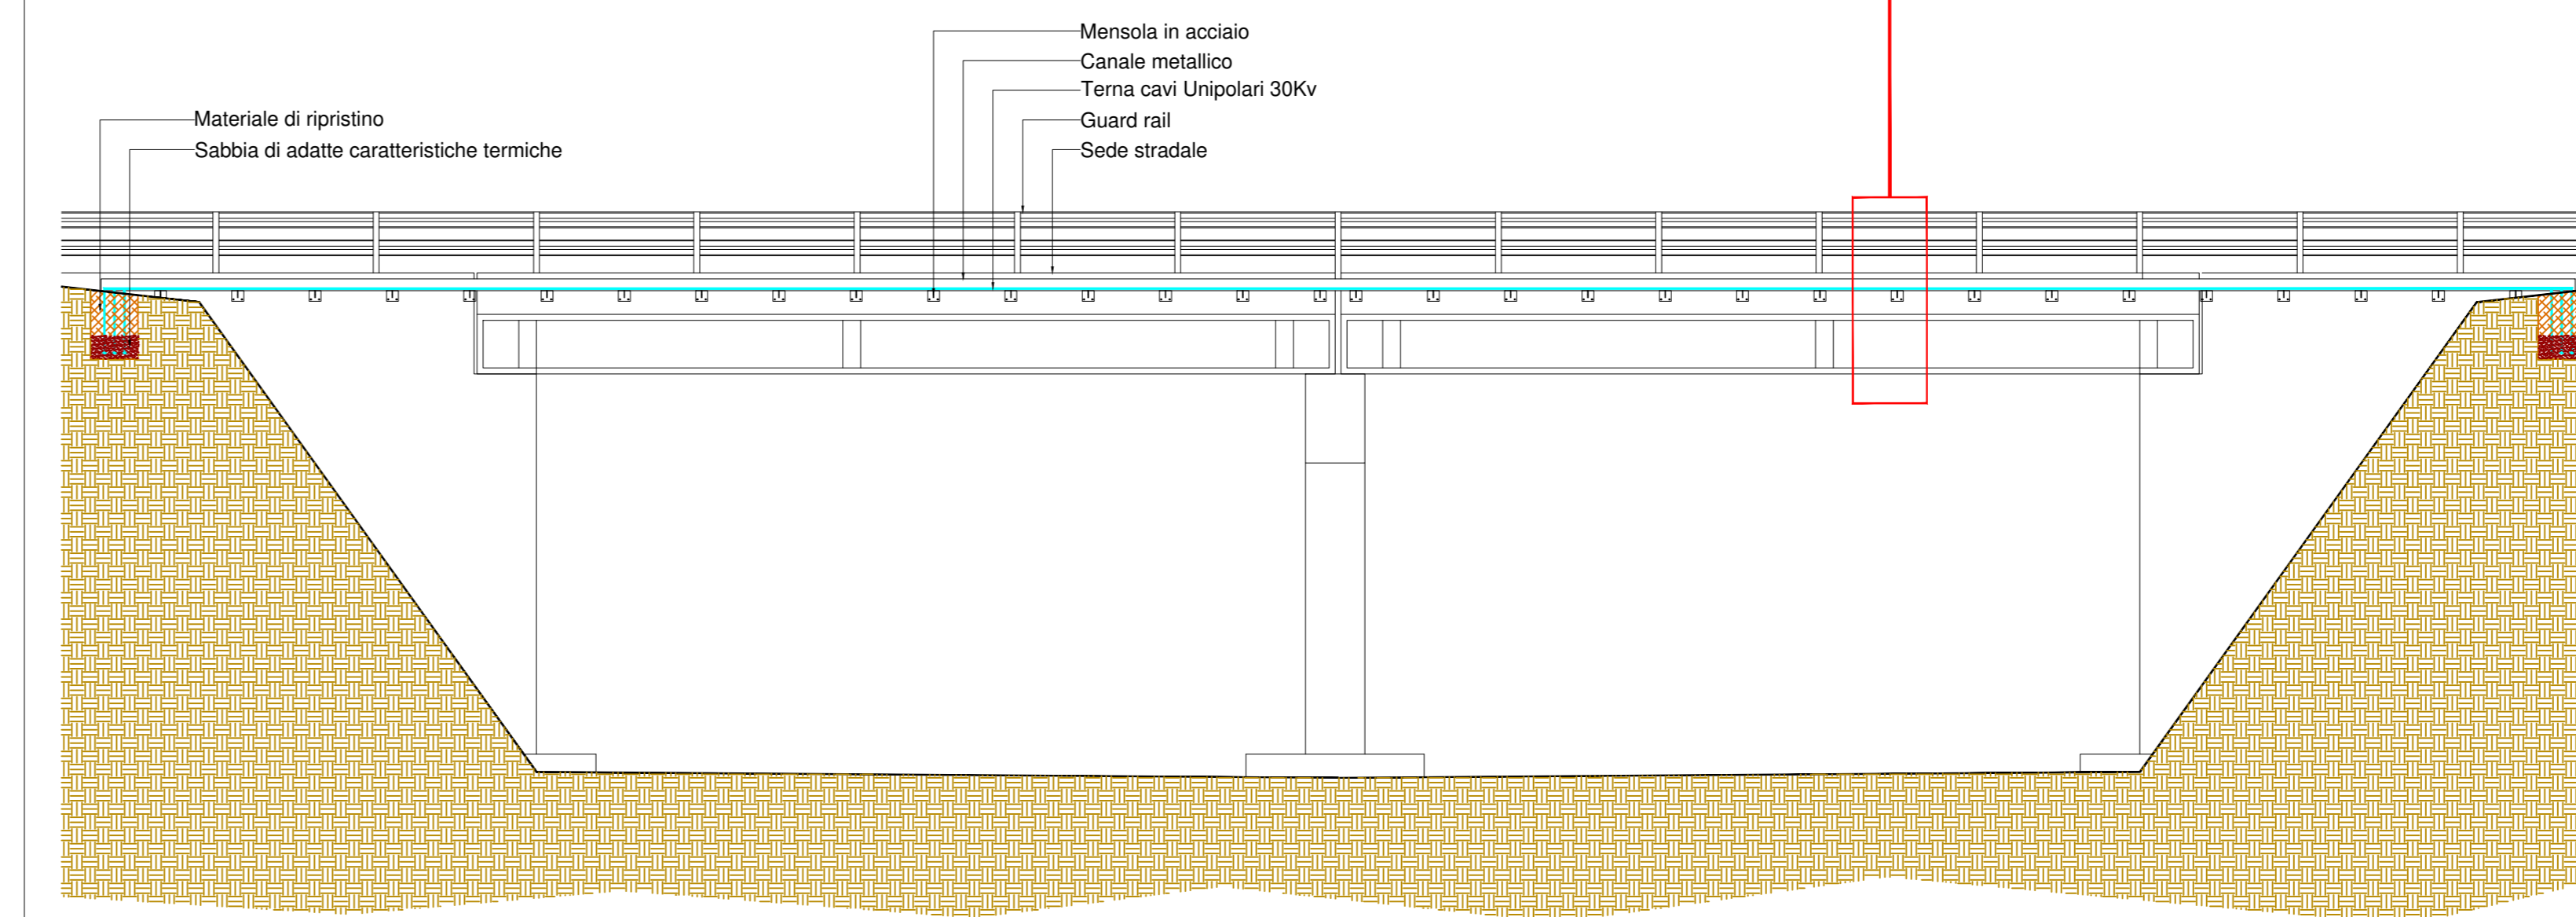 Mensola in acciaio
Canale metallico
Terna cavi Unipolari 30Kv
Guard rail
Sede stradale
Materiale di ripristino
Sabbia di adatte caratteristiche termiche